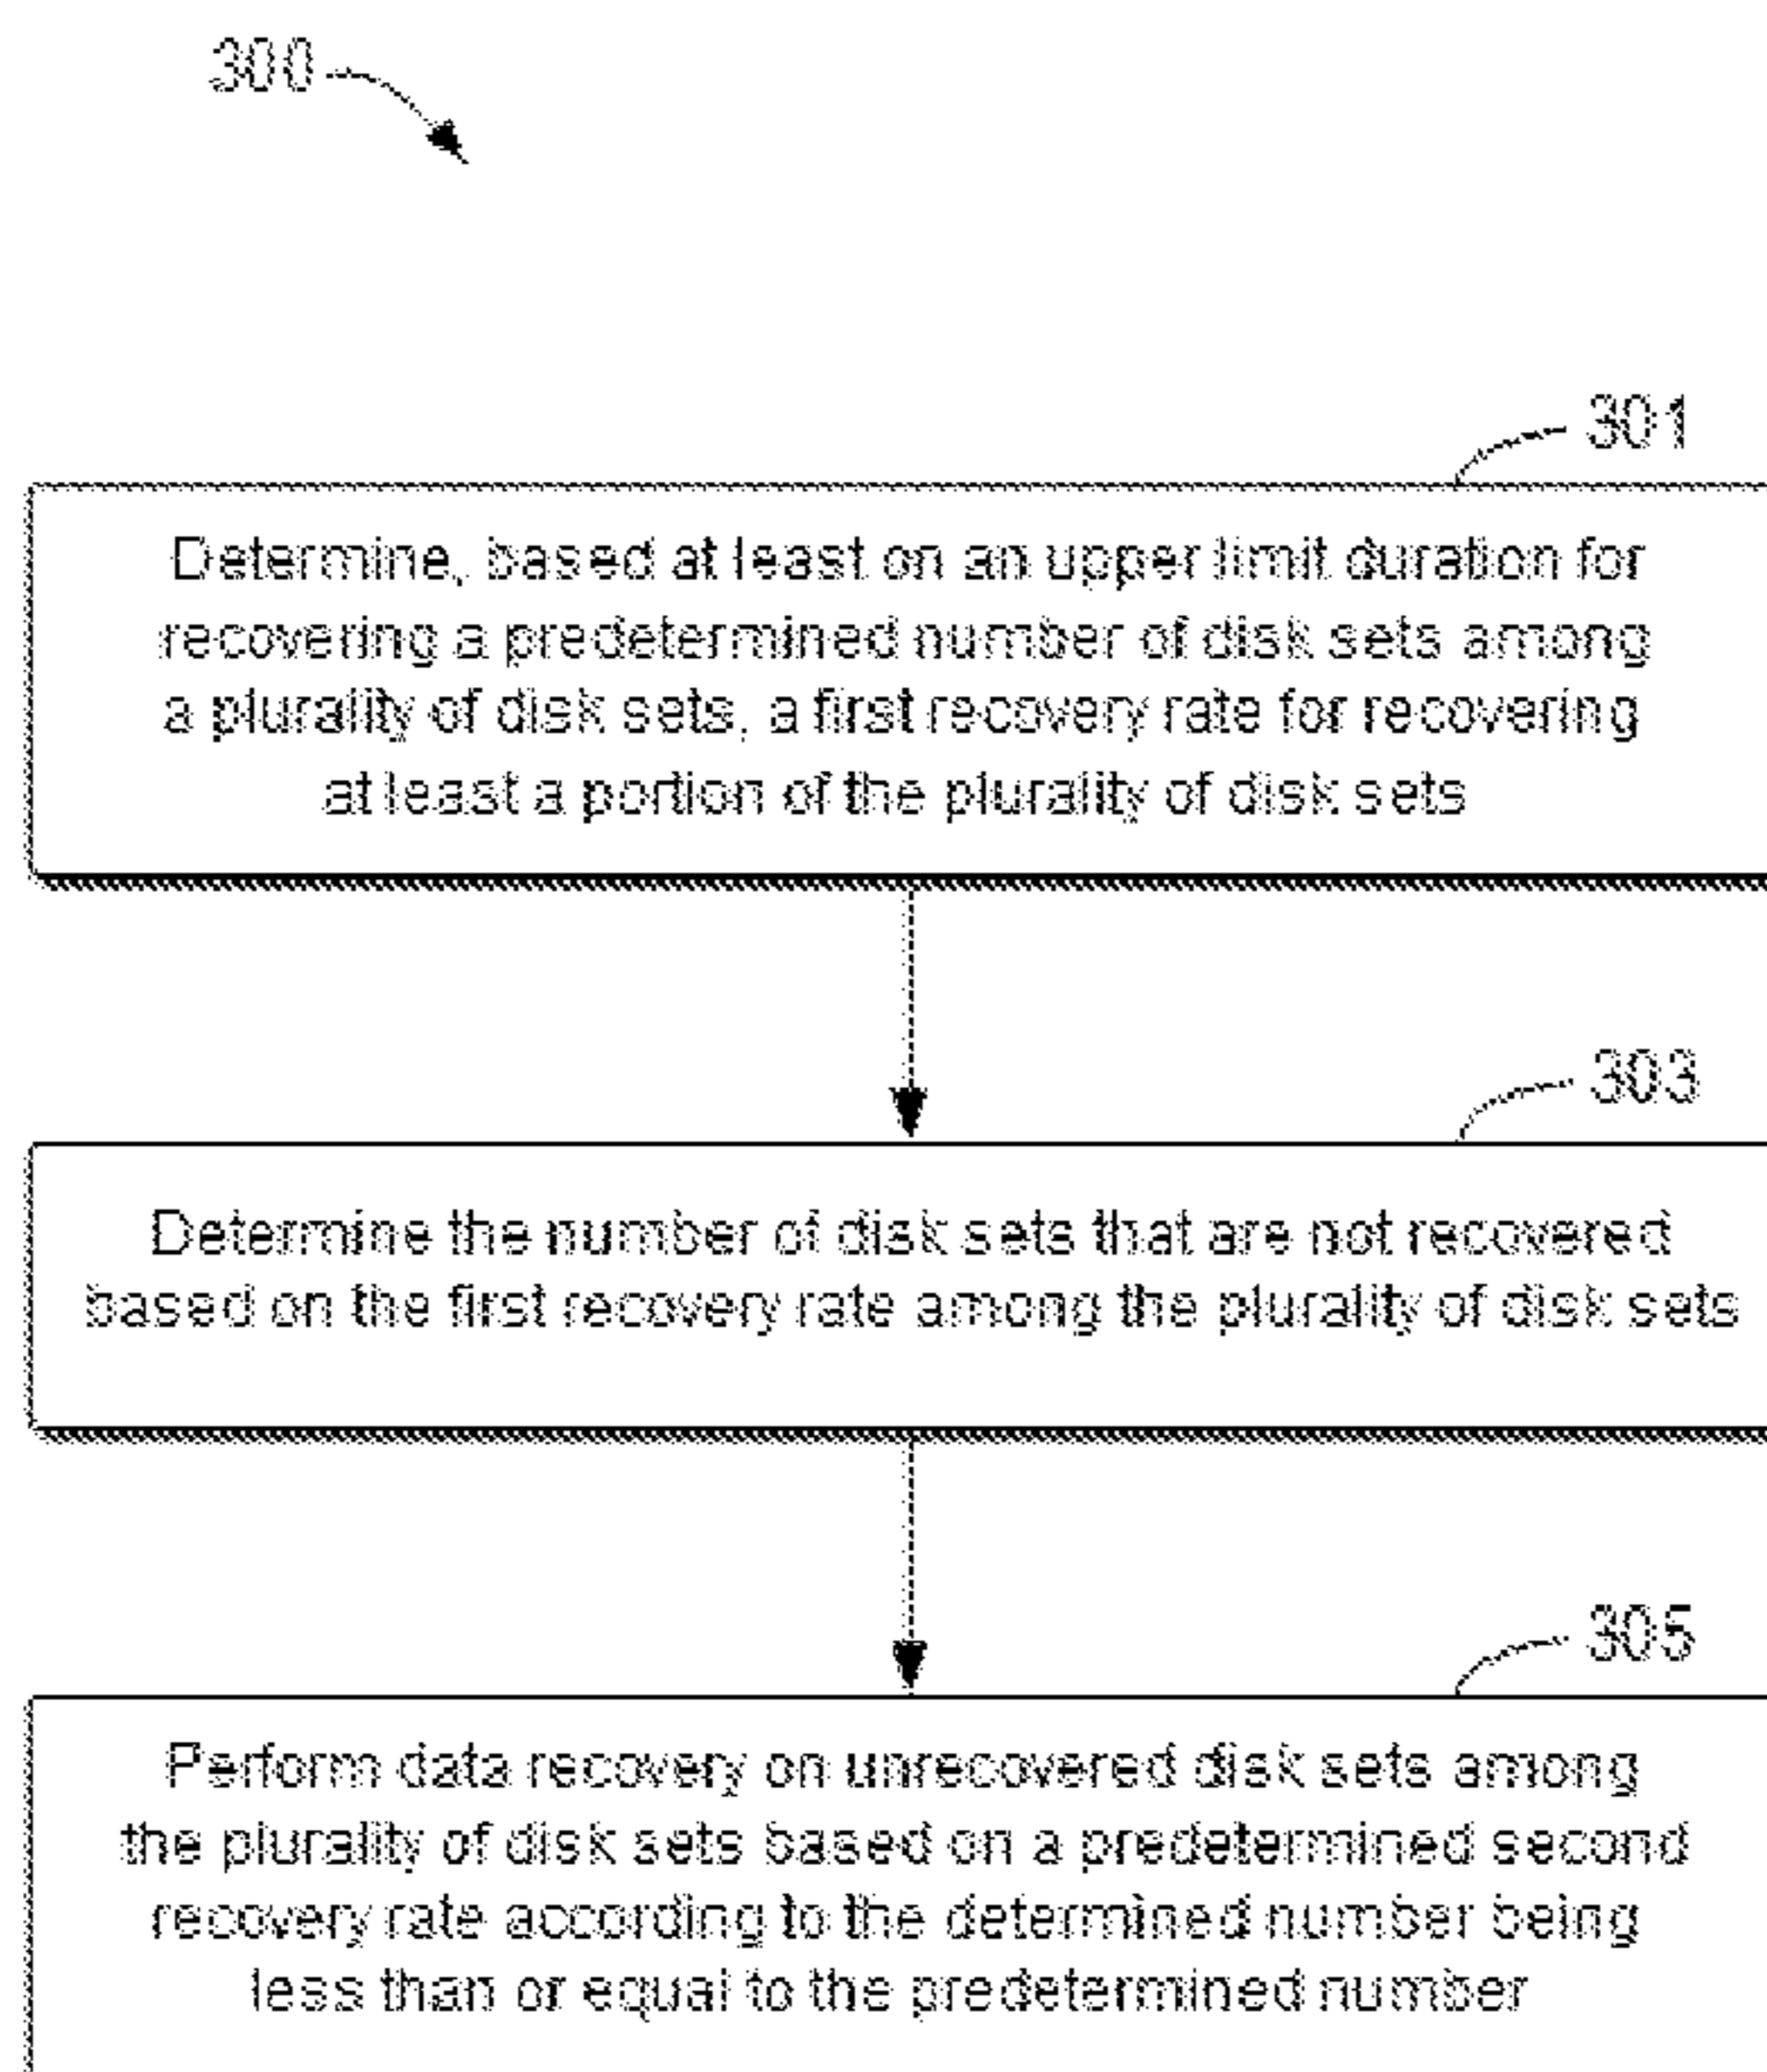 300
301
Determine, based at least on an upper limit duration for
recovering a predetermined number of disk sets among
a plurality of disk sets, a first recovery rate for recovering
at least a portion of the plurality of disk sets
303
Determine the number of disk sets that are not recovered
based on the first recovery rate among the plurality of disk sets
305
Perform data recovery on unrecovered disk sets among
the plurality of disk sets based on a predetermined second
recovery rate according to the determined number being
less than or equal to the predetermined number